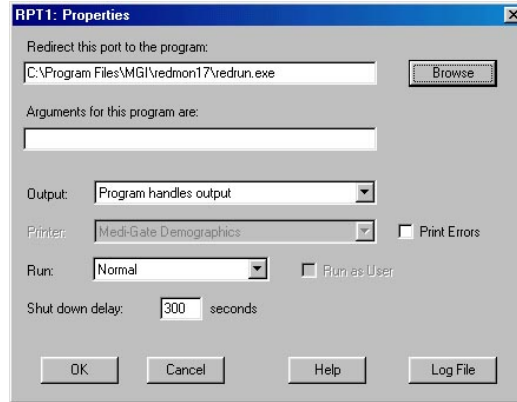 RPT1: Properties
Redirect this port to the program:
C:\Program Files\MGI\redmon17\redrun.exe
Browse
Arguments for this program are:
Output: Program handles output
Printer: Medi-Gate Demographics Print Errors
Run: Normal Run as User
Shut down delay: 300 seconds
OK Cancel Help Log File